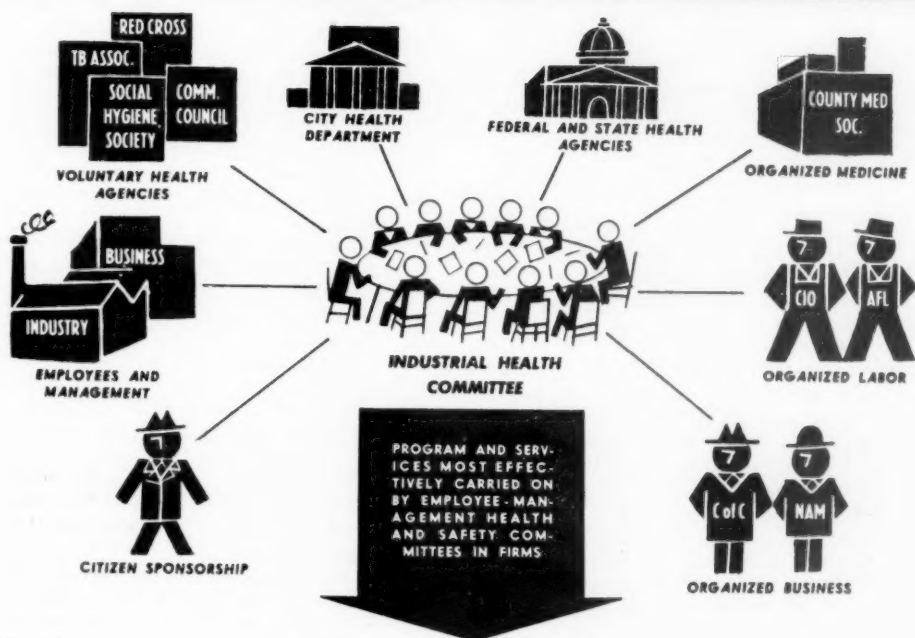 RED CROSS
TB ASSOC.
SOCIAL
HYGIENE
SOCIETY
COMM.
COUNCIL
VOLUNTARY HEALTH
AGENCIES
CITY HEALTH
DEPARTMENT
FEDERAL AND STATE HEALTH
AGENCIES
COUNTY MED
SOC.
ORGANIZED MEDICINE
BUSINESS
INDUSTRY
EMPLOYEES AND
MANAGEMENT
CIO
AFL
ORGANIZED LABOR
INDUSTRIAL HEALTH
COMMITTEE
CITIZEN SPONSORSHIP
PROGRAM AND SERV-
ICES MOST EFFEC-
TIVELY CARRIED ON
BY EMPLOYEE-MAN-
AGEMENT HEALTH
AND SAFETY COM-
MITTEES IN FIRMS
C of C
NAM
ORGANIZED BUSINESS